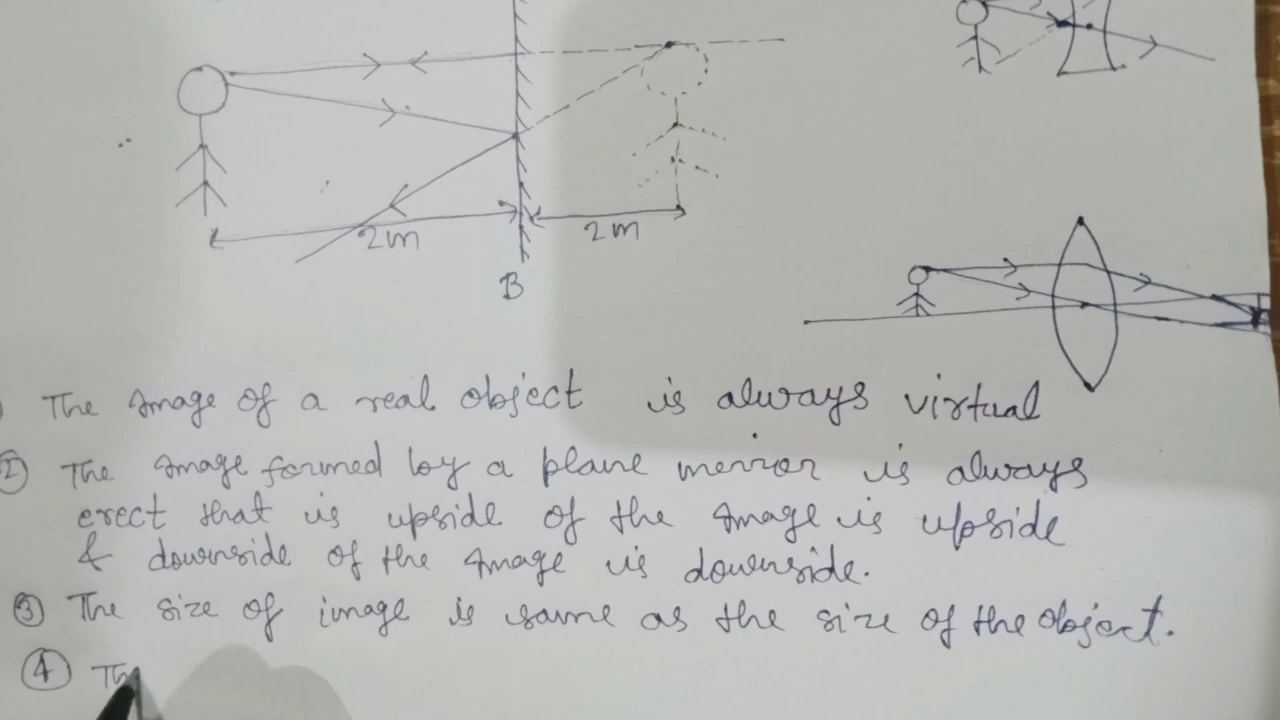 2m
2m
B
The Image of a real object is always virtual
② The Image formed by a plane mirror is always
erect that is upside of the Image is upside
& downside of the Image is downside.
③ The size of image is same as the size of the object.
④ Th